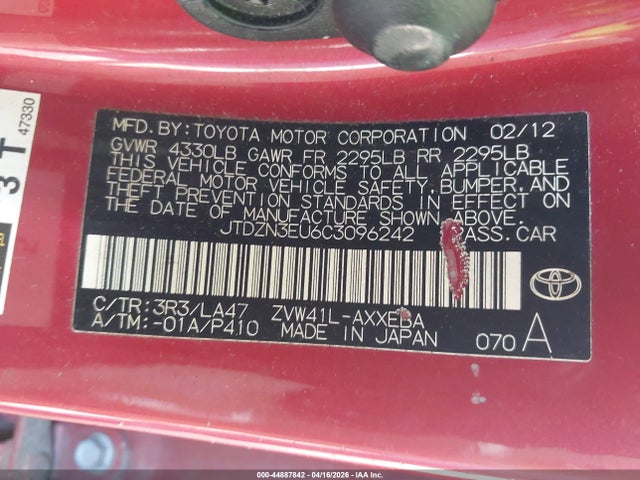 MFD. BY: TOYOTA MOTOR CORPORATION 02/12
GVWR 4330LB GAWR FR 2295LB RR 2295LB
THIS VEHICLE CONFORMS TO ALL APPLICABLE
FEDERAL MOTOR VEHICLE SAFETY, BUMPER, AND
THEFT PREVENTION STANDARDS IN EFFECT ON
THE DATE OF MANUFACTURE SHOWN ABOVE.
JTDZN3EU6C3096242 PASS. CAR
C/TR: 3R3/LA47 ZVW41L-AXXEBA
A/TM: -01A/P410 MADE IN JAPAN 070 A
47330
3 T
000-44887842 | 04/16/2026 | IAA Inc.